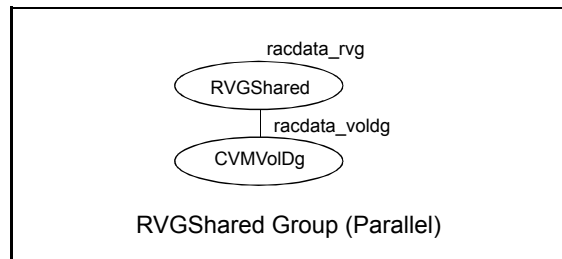 racdata_rvg
RVGShared
racdata_voldg
CVMVolDg
RVGShared Group (Parallel)